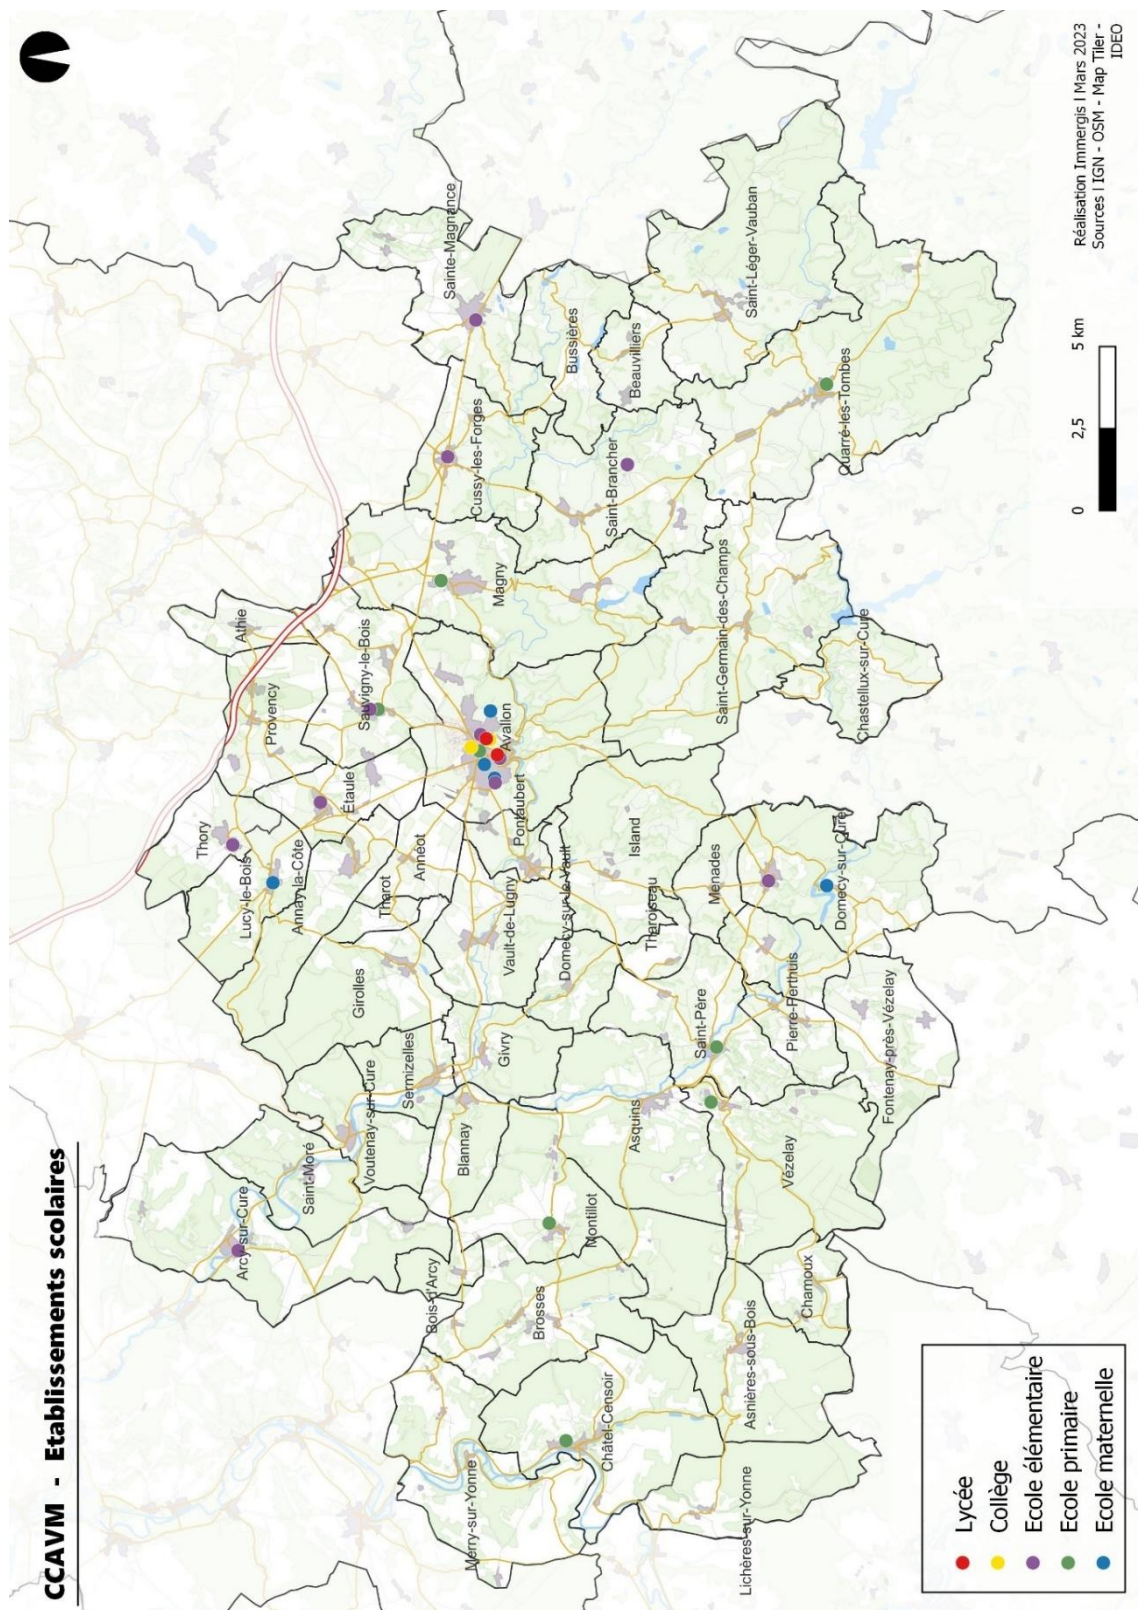 CCAVM - Etablissements scolaires
Réalisation Immergis I Mars 2023
Sources I IGN - OSM - Map Tiler -
IDEO
Arcy-sur-Cure
Saint-Moré
Voutenay-sur-Cure
Sermizelles
Girolles
Lucy-le-Bois
Thory
Annay-la-Côte
Étaule
Provency
Athie
Sauvigny-le-Bois
Tharot
Annéot
Sainte-Magnance
Cussy-les-Forges
Magny
Avallon
Pontaubert
Vault-de-Lugny
Domecy-sur-le-Vault
Givry
Blannay
Bois-d'Arcy
Merry-sur-Yonne
Brosses
Châtel-Censoir
Montillot
Asquins
Island
Tharoiseau
Menades
Saint-Père
Pierre-Perthuis
Domecy-sur-Cure
Fontenay-près-Vézelay
Vézelay
Chamoux
Asnières-sous-Bois
Lichères-sur-Yonne
Bussières
Beauvilliers
Saint-Brancher
Saint-Léger-Vauban
Quarré-les-Tombes
Saint-Germain-des-Champs
Chastellux-sur-Cure
Lycée
Collège
Ecole élémentaire
Ecole primaire
Ecole maternelle
0 2,5 5 km